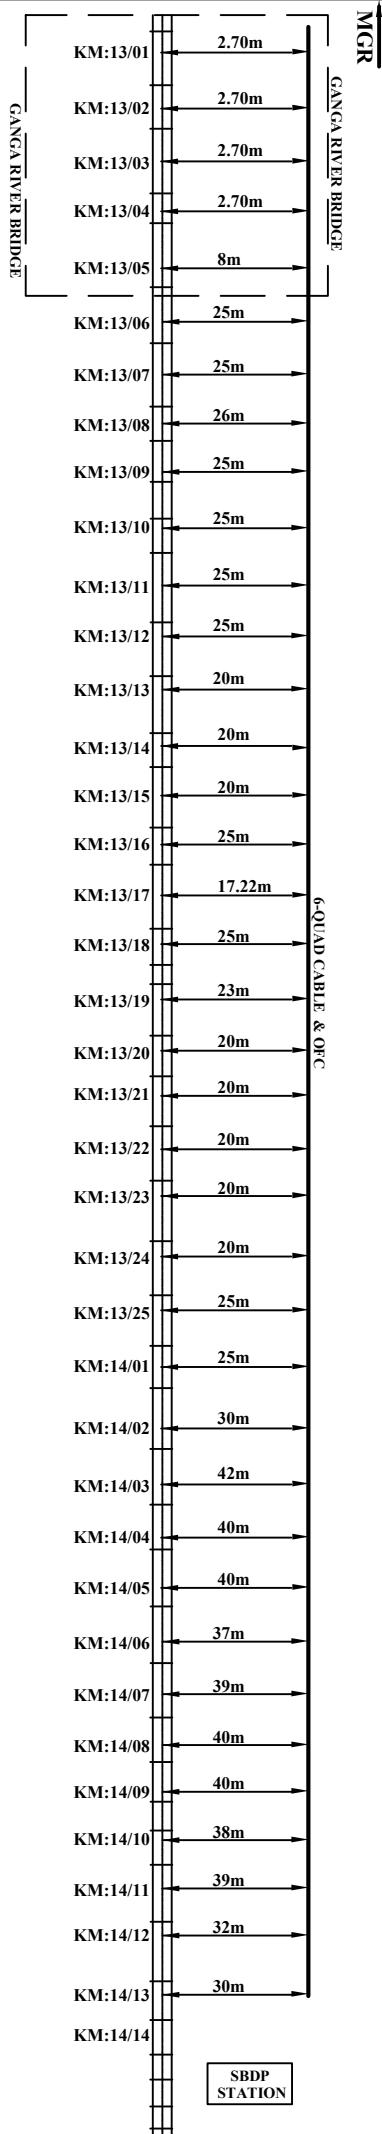 MGR
KM:13/01 2.70m
KM:13/02 2.70m
KM:13/03 2.70m
KM:13/04 2.70m
KM:13/05 8m
GANGA RIVER BRIDGE
GANGA RIVER BRIDGE
KM:13/06 25m
KM:13/07 25m
KM:13/08 26m
KM:13/09 25m
KM:13/10 25m
KM:13/11 25m
KM:13/12 25m
KM:13/13 20m
KM:13/14 20m
KM:13/15 20m
KM:13/16 25m
KM:13/17 17.22m
KM:13/18 25m
KM:13/19 23m
6-QUAD CABLE & OFC
KM:13/20 20m
KM:13/21 20m
KM:13/22 20m
KM:13/23 20m
KM:13/24 20m
KM:13/25 25m
KM:14/01 25m
KM:14/02 30m
KM:14/03 42m
KM:14/04 40m
KM:14/05 40m
KM:14/06 37m
KM:14/07 39m
KM:14/08 40m
KM:14/09 40m
KM:14/10 38m
KM:14/11 39m
KM:14/12 32m
KM:14/13 30m
KM:14/14
SBDP
STATION